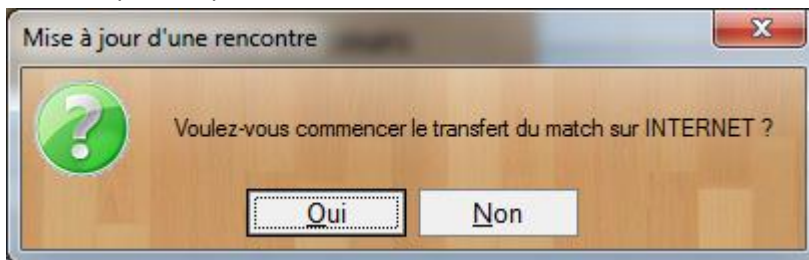 Mise à jour d'une rencontre
Voulez-vous commencer le transfert du match sur INTERNET ?
Oui
Non